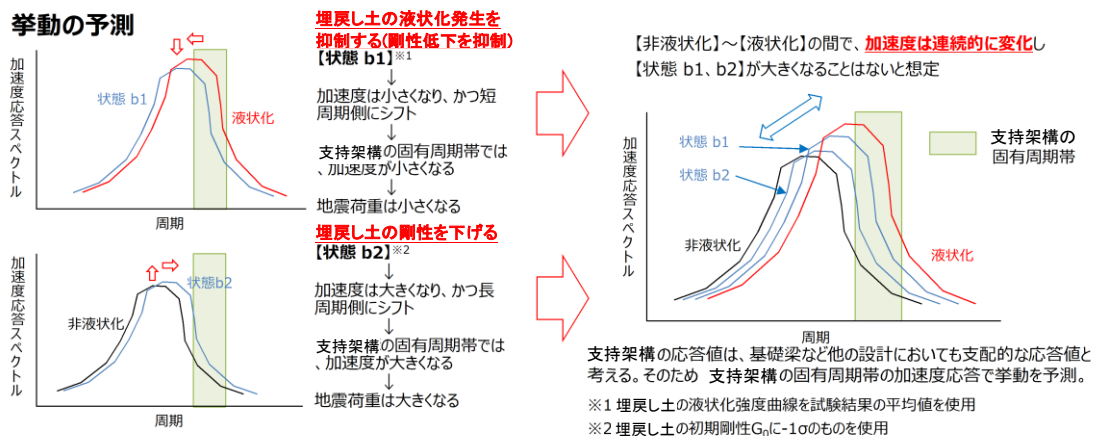 挙動の予測
加速度応答スペクトル
状態 b1
液状化
周期
埋戻し土の液状化発生を
抑制する(剛性低下を抑制)
【状態 b1】※1
↓
加速度は小さくなり、かつ短
周期側にシフト
↓
支持架構の固有周期帯では
、加速度が小さくなる
↓
地震荷重は小さくなる
加速度応答スペクトル
状態b2
非液状化
周期
埋戻し土の剛性を下げる
【状態 b2】※2
↓
加速度は大きくなり、かつ長
周期側にシフト
↓
支持架構の固有周期帯では
、加速度が大きくなる
↓
地震荷重は大きくなる
【非液状化】～【液状化】の間で、加速度は連続的に変化し
【状態 b1、b2】が大きくなることはないと想定
加速度応答スペクトル
状態 b1
状態 b2
非液状化
液状化
周期
支持架構の
固有周期帯
支持架構の応答値は、基礎梁など他の設計においても支配的な応答値と
考える。そのため 支持架構の固有周期帯の加速度応答で挙動を予測。
※1 埋戻し土の液状化強度曲線を試験結果の平均値を使用
※2 埋戻し土の初期剛性G0に-1σのものを使用